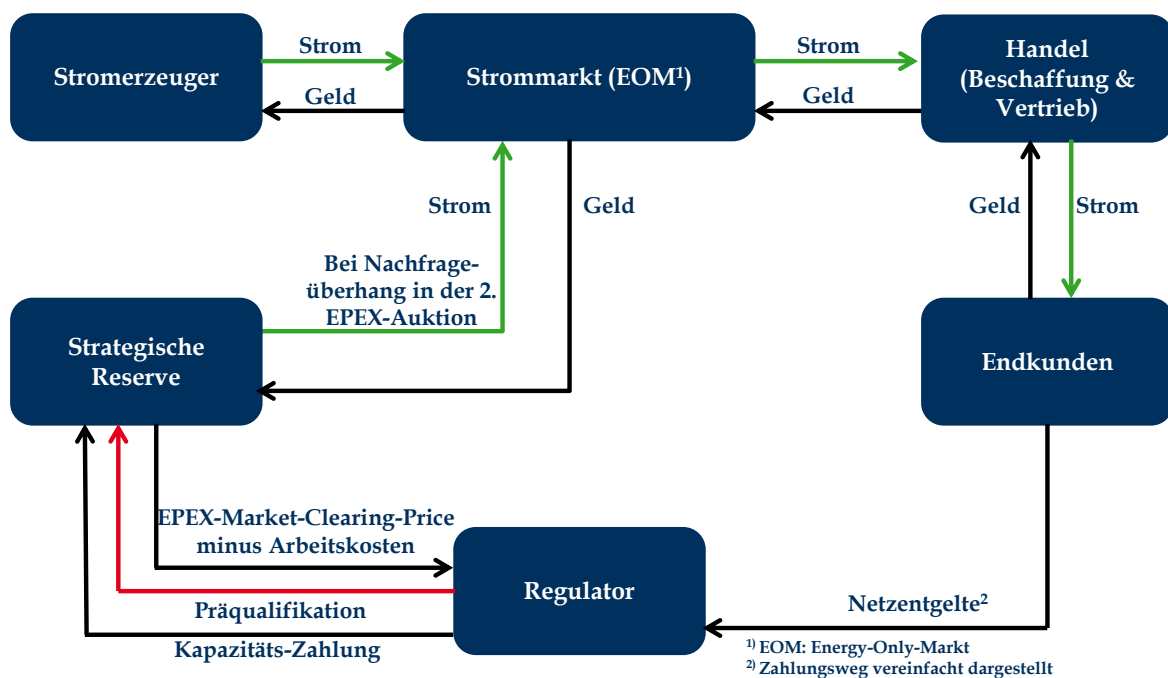 Stromerzeuger
Strom
Geld
Strommarkt (EOM¹)
Strom
Geld
Handel
(Beschaffung &
Vertrieb)
Strom
Geld
Geld
Strom
Bei Nachfrage-
überhang in der 2.
EPEX-Auktion
Strategische
Reserve
Endkunden
EPEX-Market-Clearing-Price
minus Arbeitskosten
Regulator
Präqualifikation
Kapazitäts-Zahlung
Netzentgelte²
¹⁾ EOM: Energy-Only-Markt
²⁾ Zahlungsweg vereinfacht dargestellt